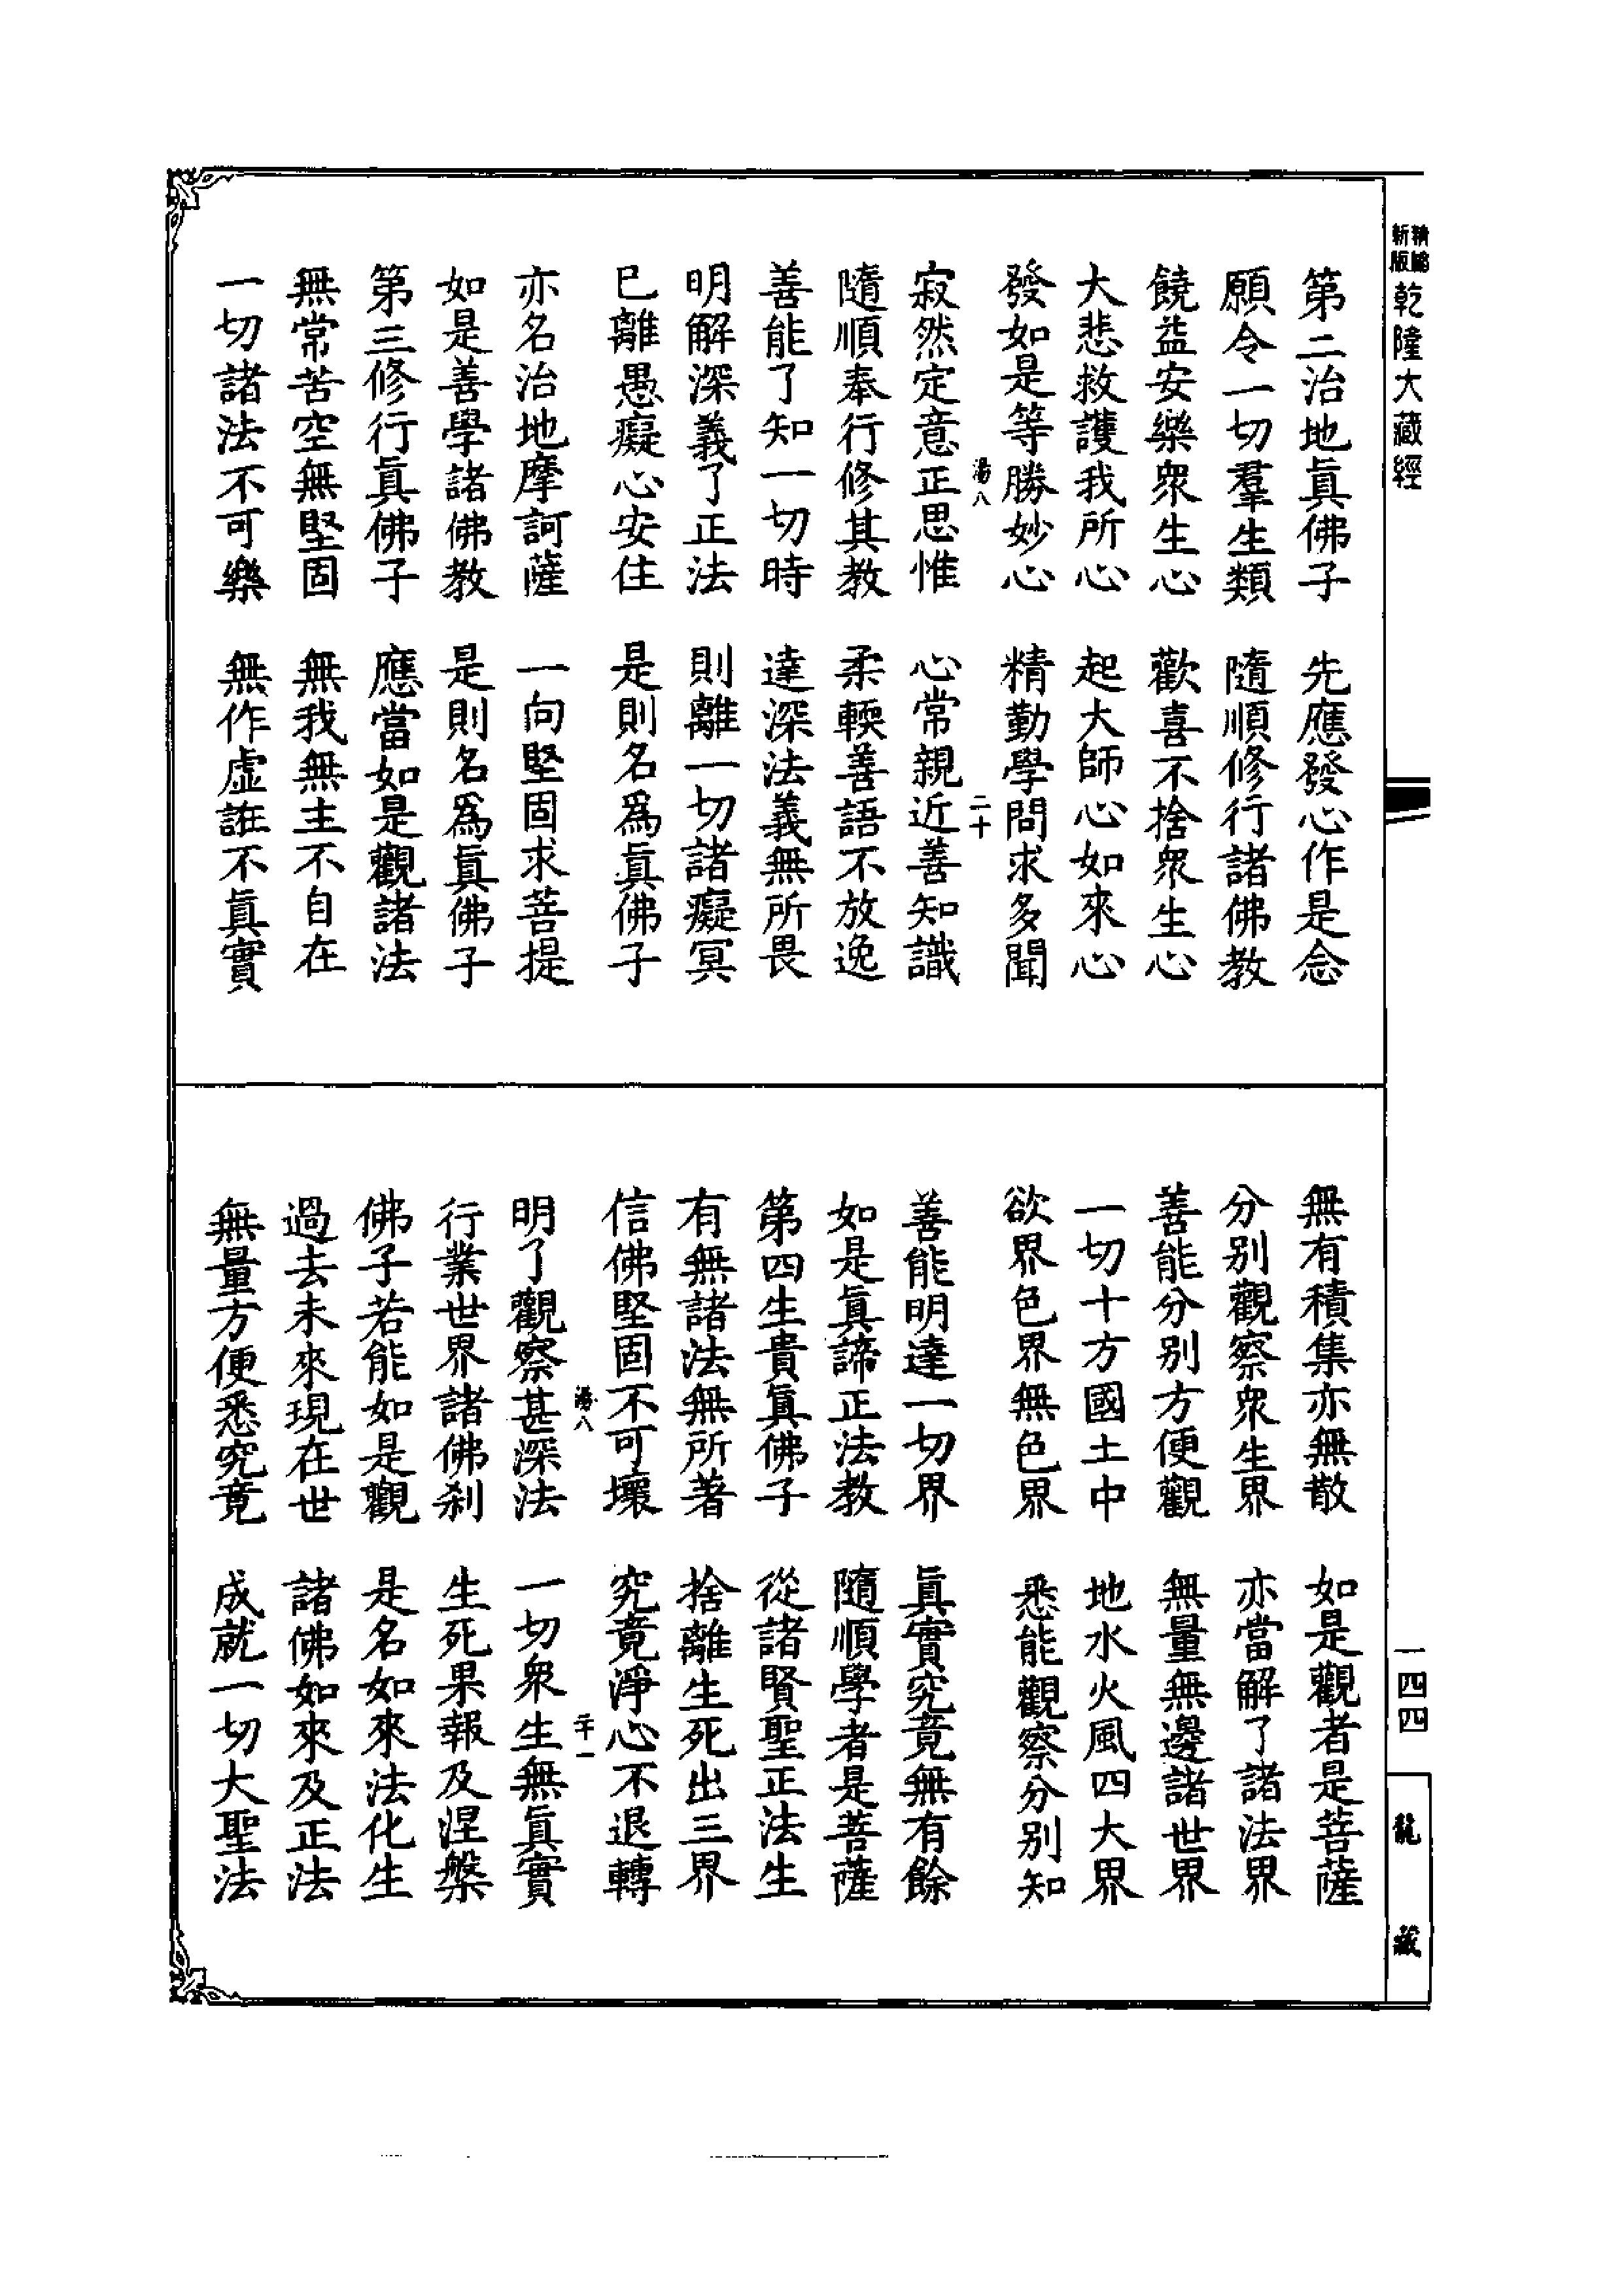 精縮
新版
乾隆大藏經
第二治地眞佛子　先應發心作是念
願令一切羣生類　隨順修行諸佛教
饒益安樂衆生心　歡喜不捨衆生心
大悲救護我所心　起大師心如來心
發如是等勝妙心　精勤學問求多聞
湯八　二十
寂然定意正思惟　心常親近善知識
隨順奉行修其教　柔輭善語不放逸
善能了知一切時　達深法義無所畏
明解深義了正法　則離一切諸癡冥
已離愚癡心安住　是則名爲眞佛子
亦名治地摩訶薩　一向堅固求菩提
如是善學諸佛教　是則名爲眞佛子
第三修行眞佛子　應當如是觀諸法
無常苦空無堅固　無我無主不自在
一切諸法不可樂　無作虛誑不眞實
無有積集亦無散　如是觀者是菩薩
分别觀察衆生界　亦當解了諸法界
善能分别方便觀　無量無邊諸世界
一切十方國土中　地水火風四大界
欲界色界無色界　悉能觀察分别知
善能明達一切界　眞實究竟無有餘
如是眞諦正法教　隨順學者是菩薩
第四生貴眞佛子　從諸賢聖正法生
有無諸法無所著　捨離生死出三界
信佛堅固不可壞　究竟淨心不退轉
湯八　二十一
明了觀察甚深法　一切衆生無眞實
行業世界諸佛刹　生死果報及涅槃
佛子若能如是觀　是名如來法化生
過去未來現在世　諸佛如來及正法
無量方便悉究竟　成就一切大聖法
一四四
龍藏